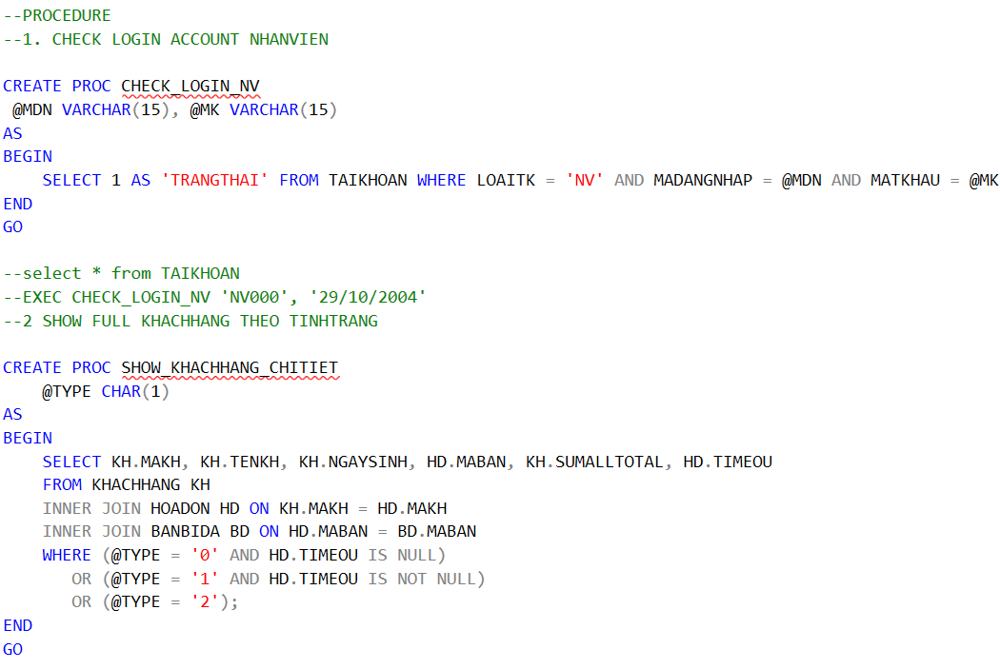 --PROCEDURE
--1. CHECK LOGIN ACCOUNT NHANVIEN
CREATE PROC CHECK_LOGIN_NV
@MDN VARCHAR(15), @MK VARCHAR(15)
AS
BEGIN
SELECT 1 AS 'TRANGTHAI' FROM TAIKHOAN WHERE LOAITK = 'NV' AND MADANGNHAP = @MDN AND MATKHAU = @MK
END
GO
--select * from TAIKHOAN
--EXEC CHECK_LOGIN_NV 'NV000', '29/10/2004'
--2 SHOW FULL KHACHHANG THEO TINHTRANG
CREATE PROC SHOW_KHACHHANG_CHITIET
@TYPE CHAR(1)
AS
BEGIN
SELECT KH.MAKH, KH.TENKH, KH.NGAYSINH, HD.MABAN, KH.SUMALLTOTAL, HD.TIMEOU
FROM KHACHHANG KH
INNER JOIN HOADON HD ON KH.MAKH = HD.MAKH
INNER JOIN BANBIDA BD ON HD.MABAN = BD.MABAN
WHERE (@TYPE = '0' AND HD.TIMEOU IS NULL)
OR (@TYPE = '1' AND HD.TIMEOU IS NOT NULL)
OR (@TYPE = '2');
END
GO